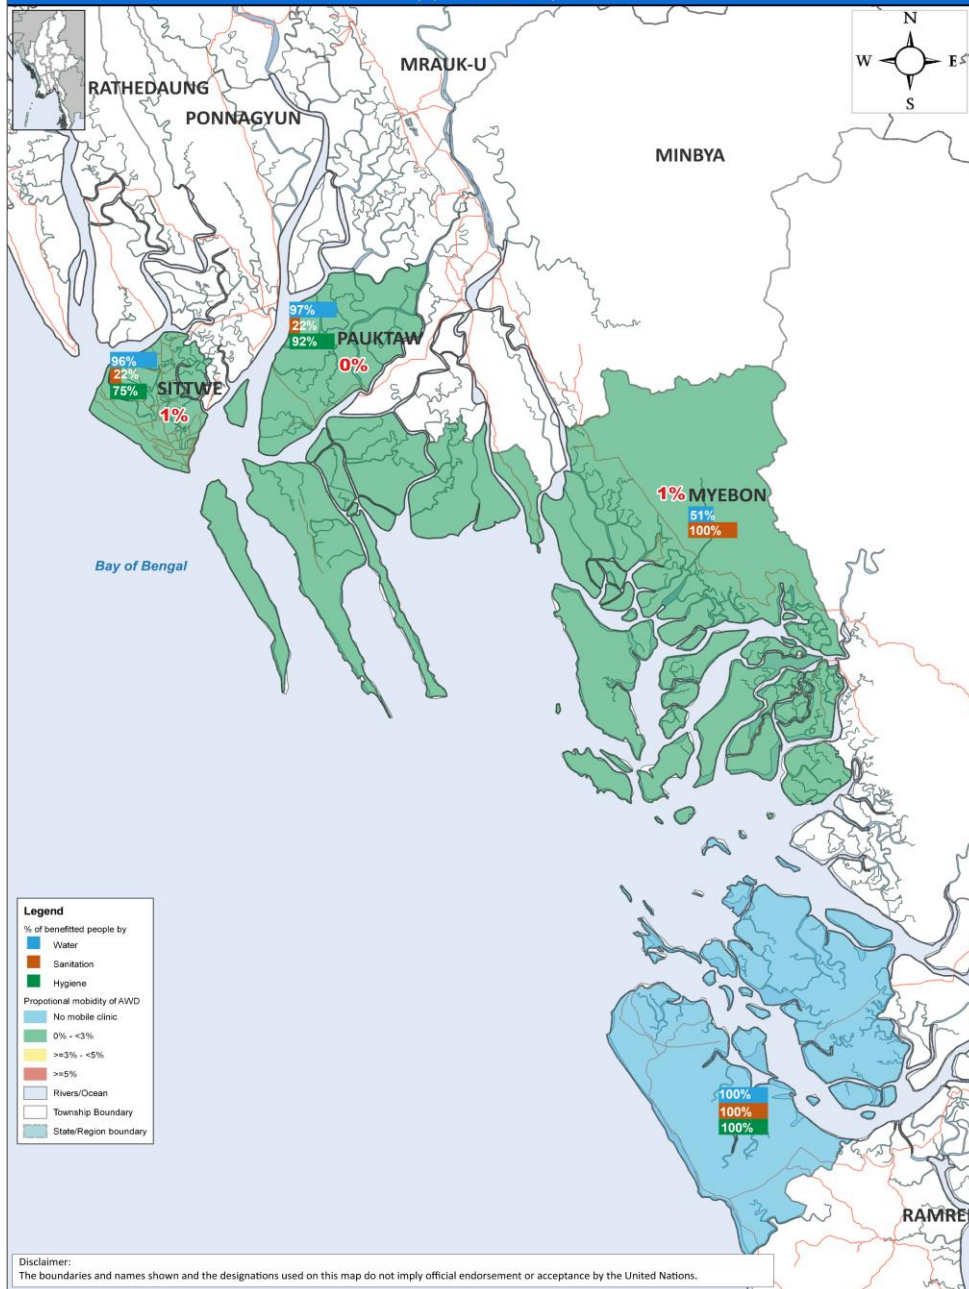 N
W E
S
MRAUK-U
RATHEDAUNG
PONNAGYUN
MINBYA
97%
22%
92%
PAUKTAW
0%
96%
22%
75%
SITTWE
1%
1% MYEBON
51%
100%
Bay of Bengal
Legend
% of benefitted people by
Water
Sanitation
Hygiene
Propotional mobidity of AWD
No mobile clinic
0% - <3%
>=3% - <5%
>=5%
Rivers/Ocean
Township Boundary
State/Region boundary
100%
100%
100%
RAMRE
Disclaimer:
The boundaries and names shown and the designations used on this map do not imply official endorsement or acceptance by the United Nations.